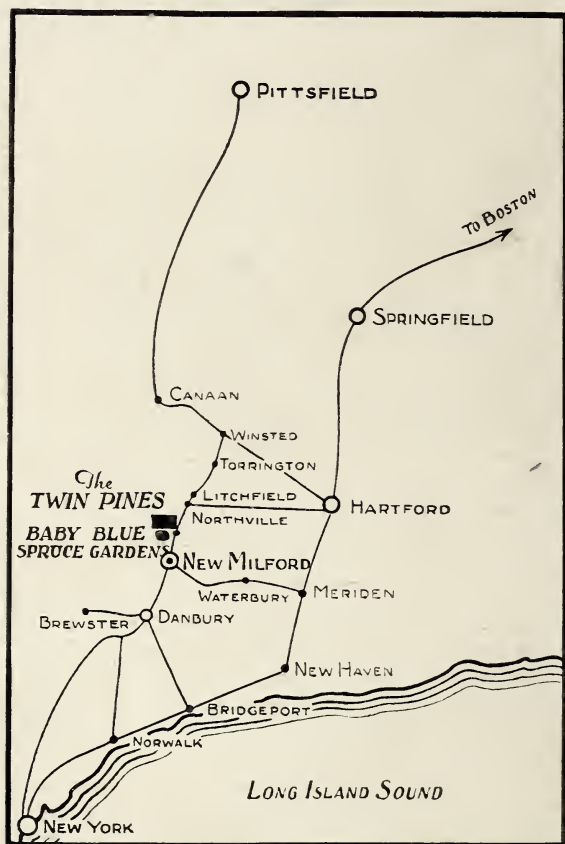 PITTSFIELD
TO BOSTON
SPRINGFIELD
CANAAN
WINSTED
TORRINGTON
The
TWIN PINES
LITCHFIELD
HARTFORD
NORTHVILLE
BABY BLUE
SPRUCE GARDENS
NEW MILFORD
WATERBURY
MERIDEN
BREWSTER
DANBURY
NEW HAVEN
BRIDGEPORT
NORWALK
LONG ISLAND SOUND
NEW YORK